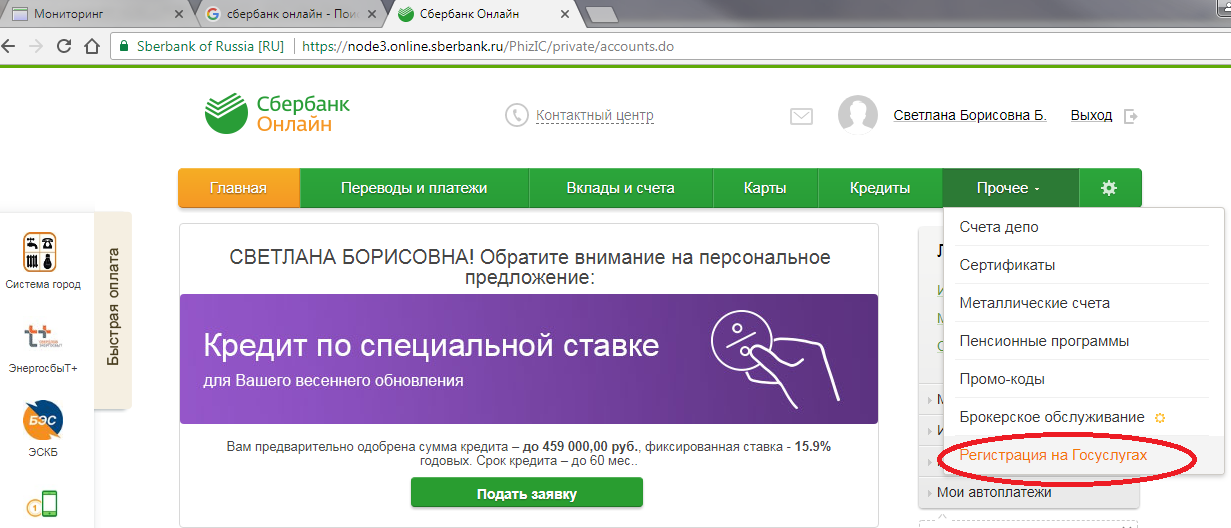 Мониторинг
сбербанк онлайн - Пои
Сбербанк Онлайн
Sberbank of Russia [RU]
https://node3.online.sberbank.ru/PhizIC/private/accounts.do
Сбербанк
Онлайн
Контактный центр
Светлана Борисовна Б.
Выход
Главная
Переводы и платежи
Вклады и счета
Карты
Кредиты
Прочее
Счета депо
Сертификаты
Металлические счета
Пенсионные программы
Промо-коды
Брокерское обслуживание
Регистрация на Госуслугах
Мои автоплатежи
Быстрая оплата
Система город
ЭнергосбыТ+
БЭС
ЭСКБ
СВЕТЛАНА БОРИСОВНА! Обратите внимание на персональное
предложение:
Кредит по специальной ставке
для Вашего весеннего обновления
Вам предварительно одобрена сумма кредита – до 459 000,00 руб., фиксированная ставка - 15.9%
годовых. Срок кредита – до 60 мес..
Подать заявку